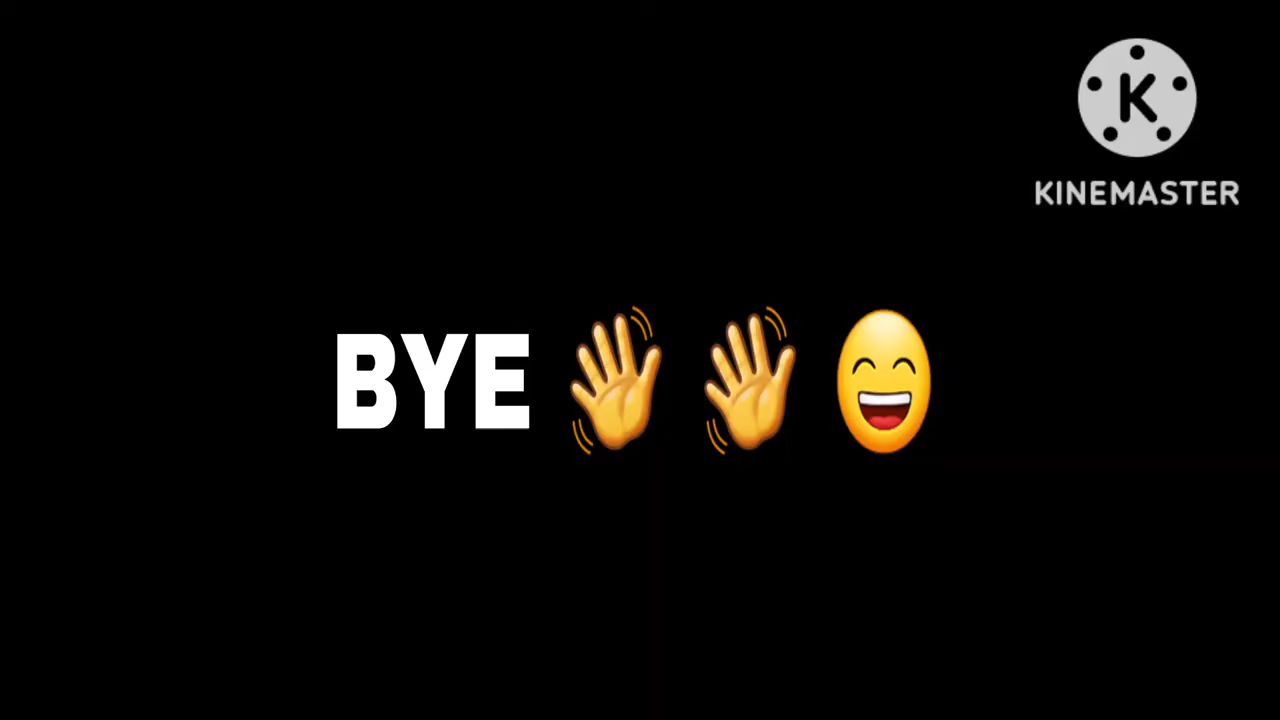 K
KINEMASTER
BYE 👋 👋 😄